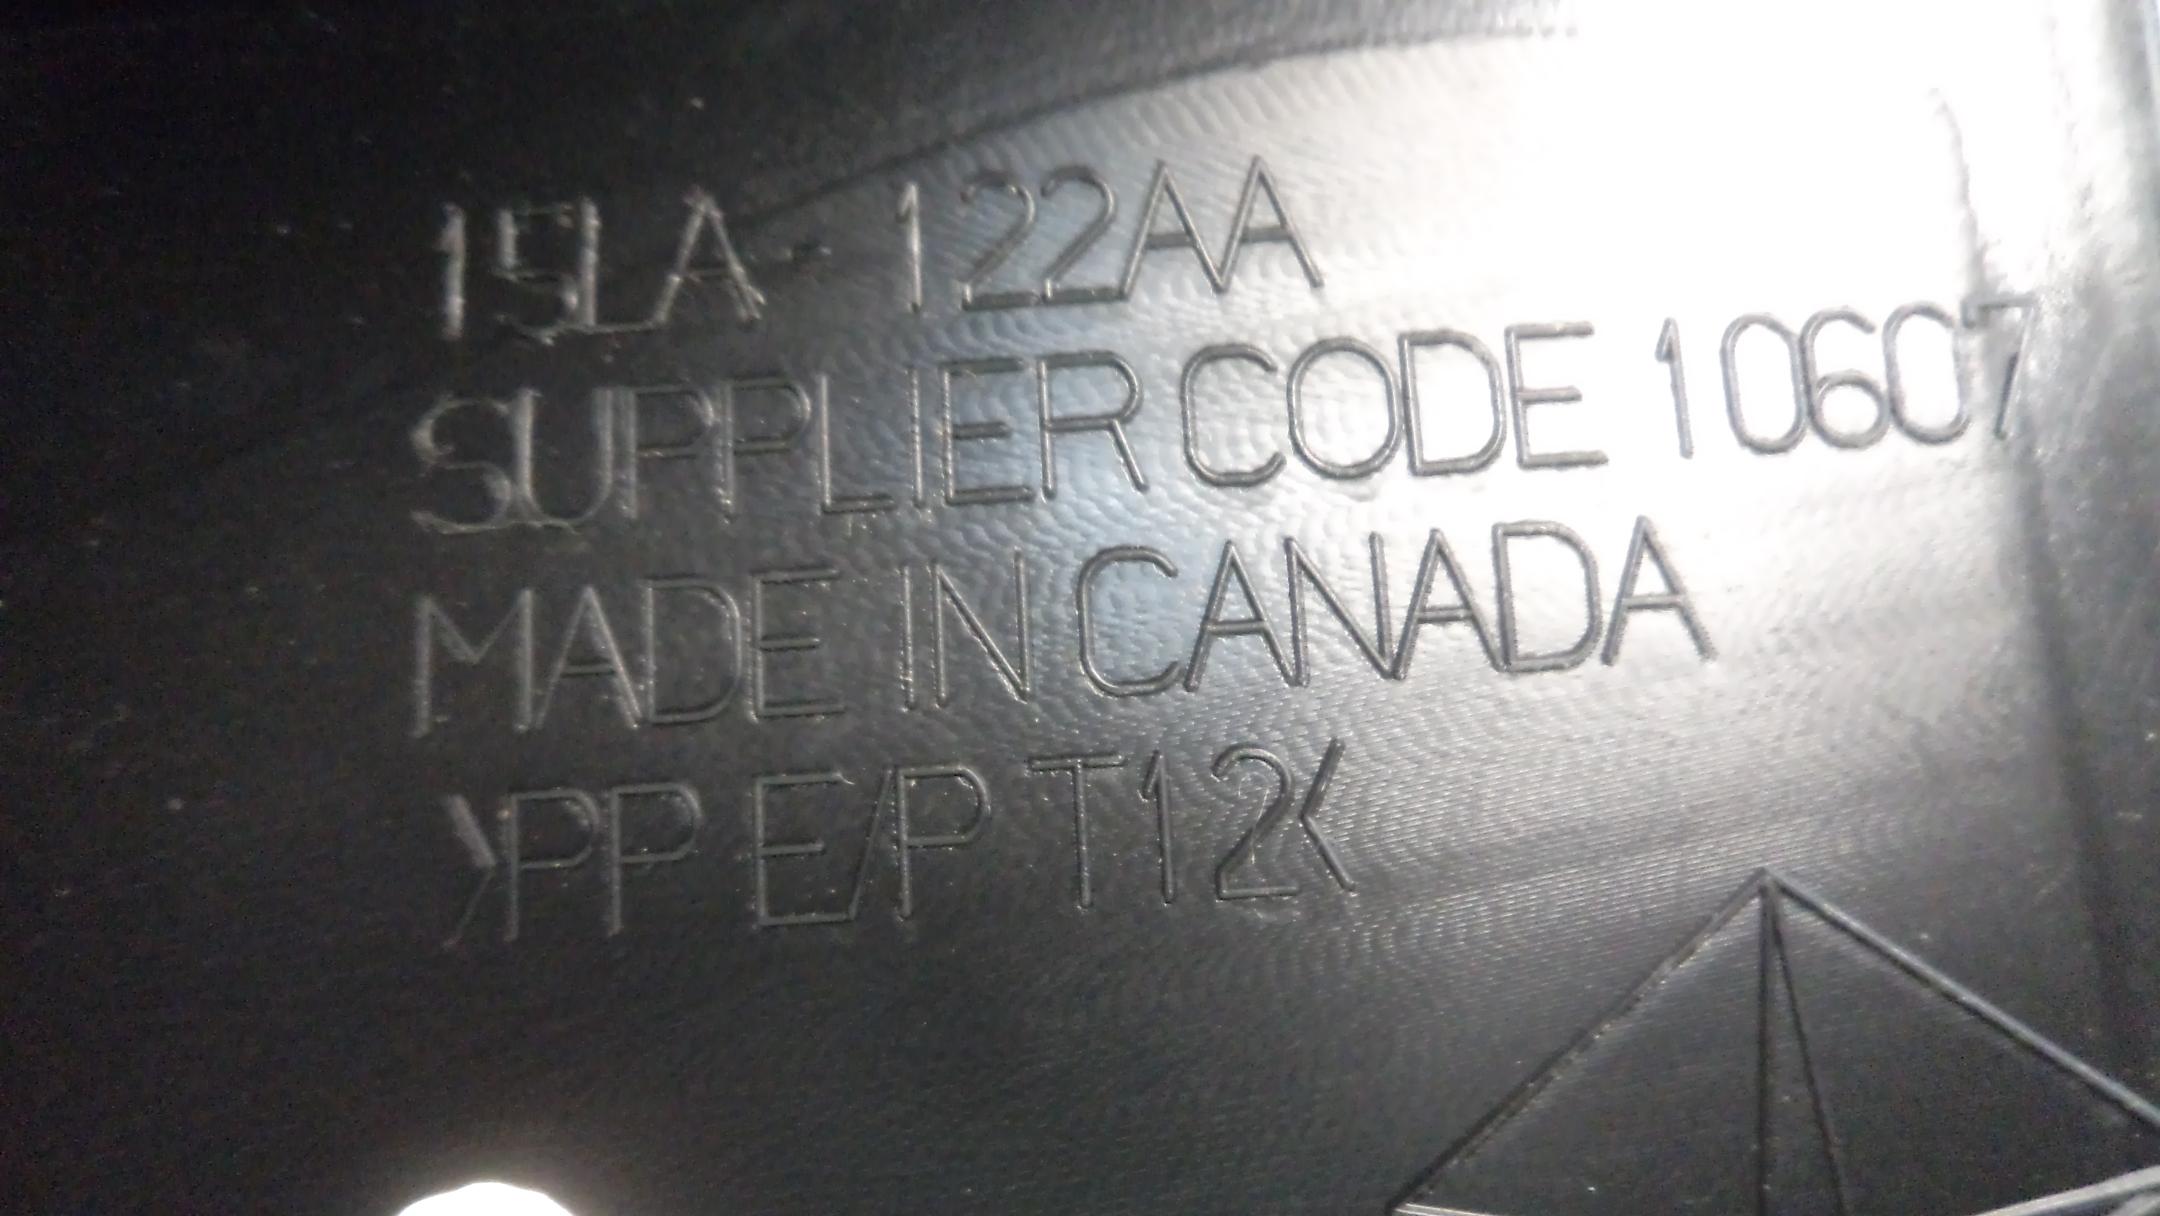 15LA-122AA
SUPPLIER CODE 10607
MADE IN CANADA
>PP E/P T12<